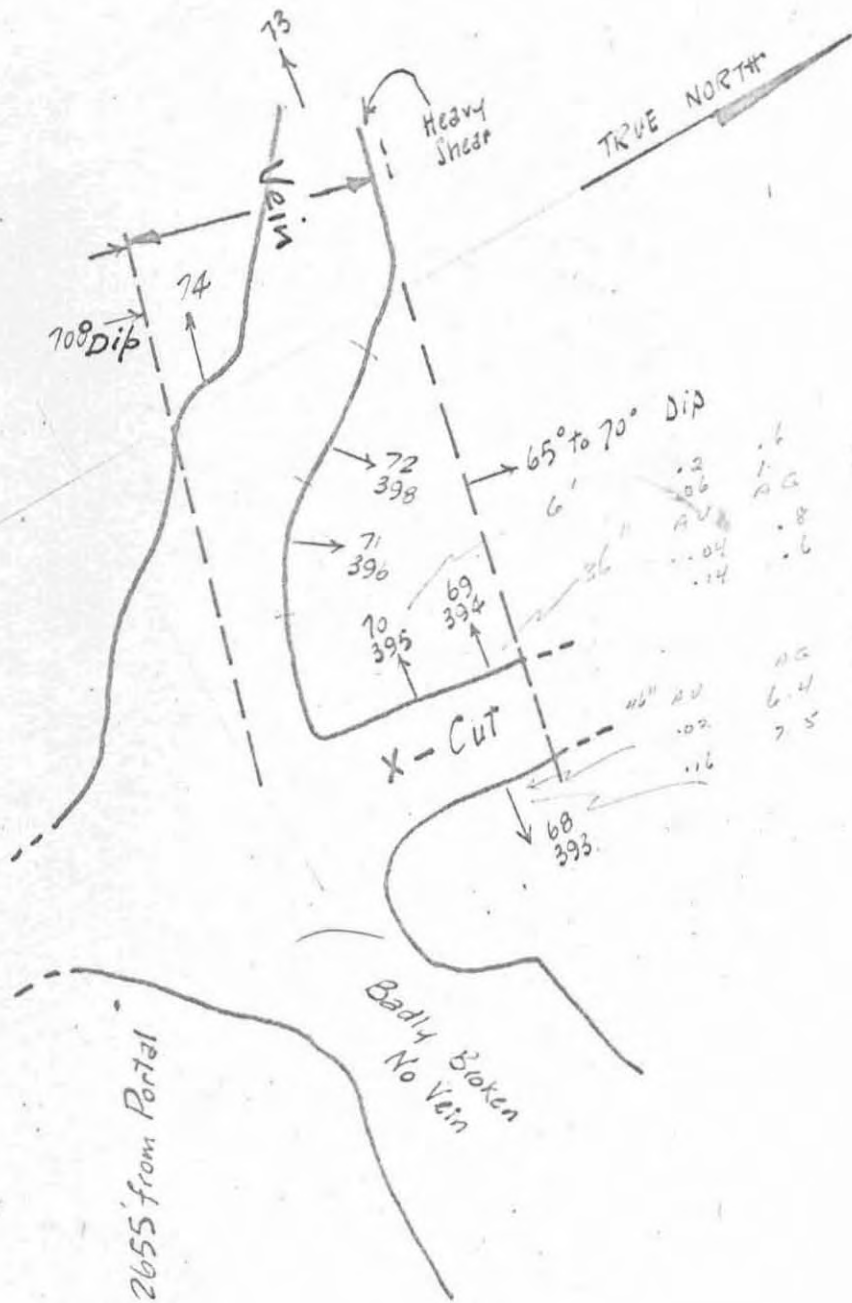 73
Heavy
Shear
TRUE NORTH
Vein
74
70° Dip
65° to 70° Dip
72
398
71
396
6'
.2 .6
.06 1.
AU AG
36"
.04 .8
.14 .6
69
394
70
395
X - Cut
46" AU AG
.02 6.4
.16 7.5
68
393
Badly Broken
No Vein
2655' from Portal